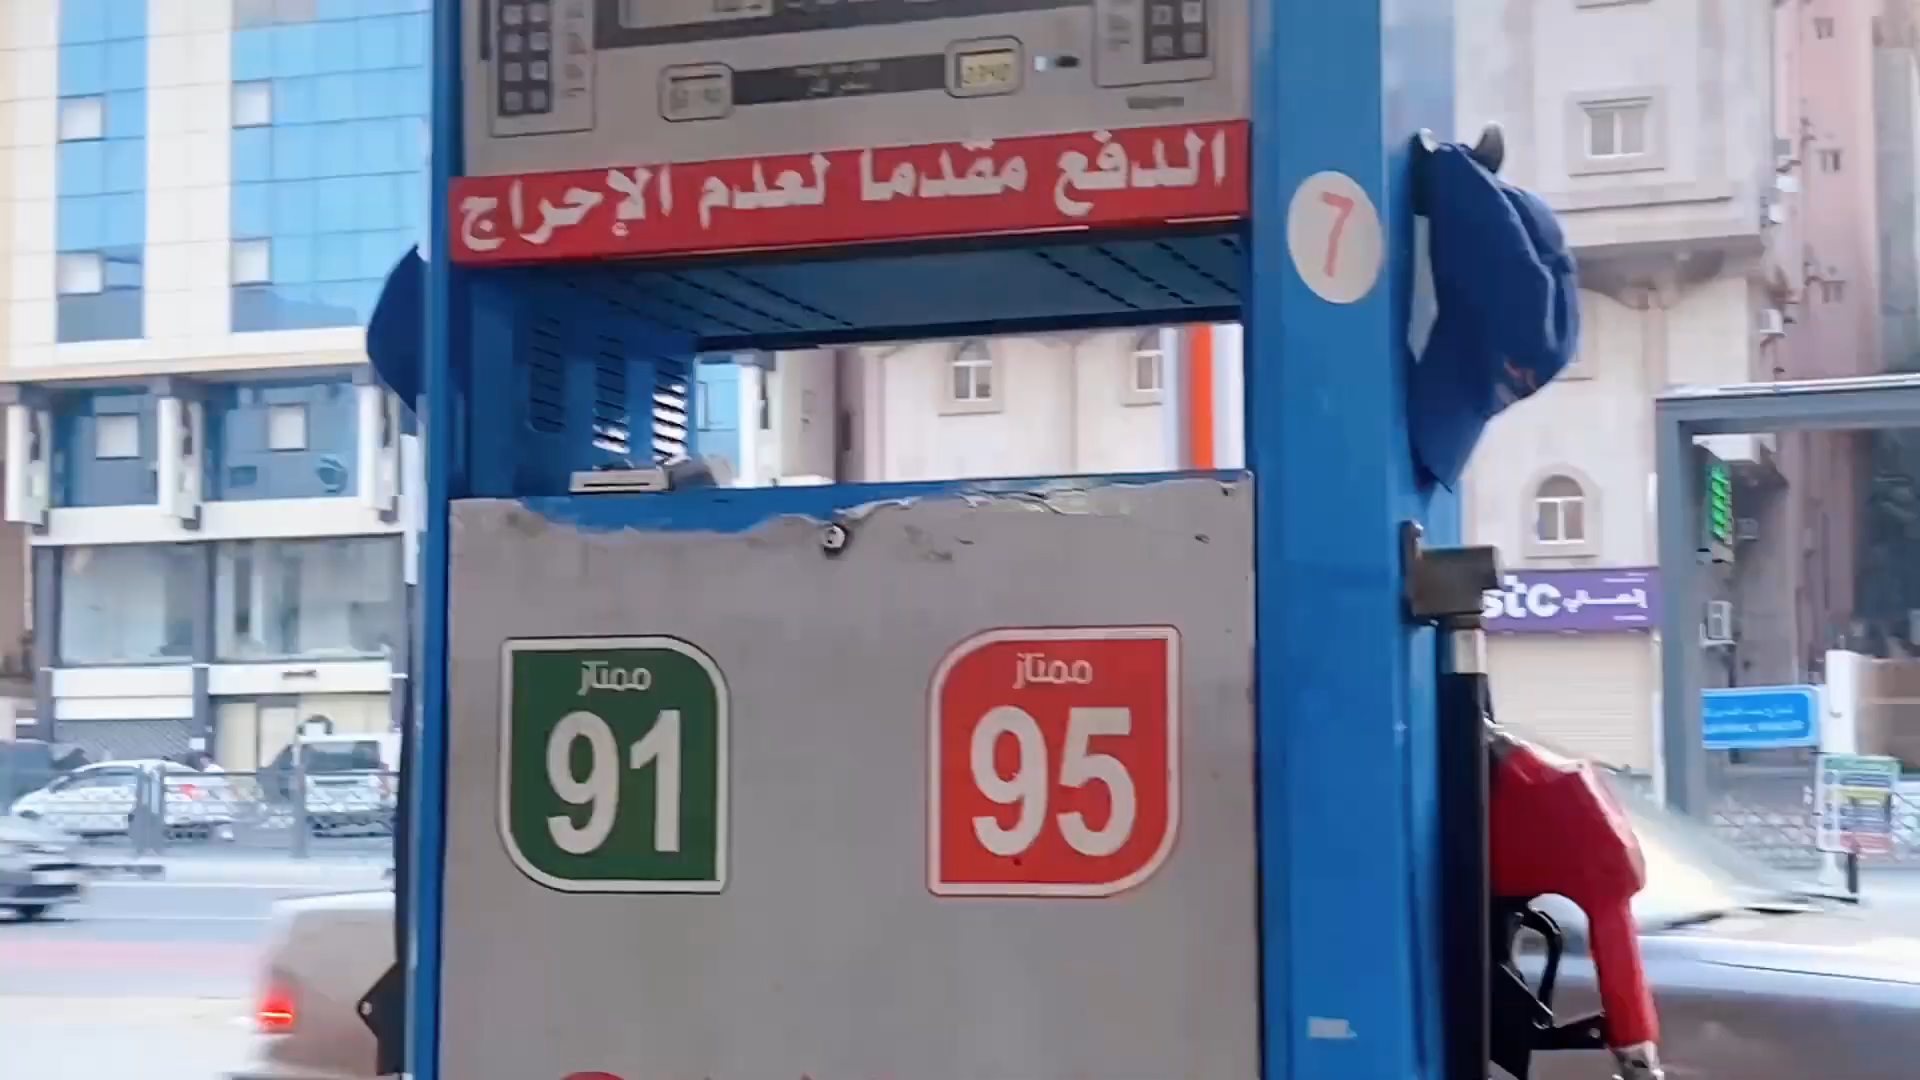 الدفع مقدما لعدم الإحراج
7
ممتاز
91
ممتاز
95
stc